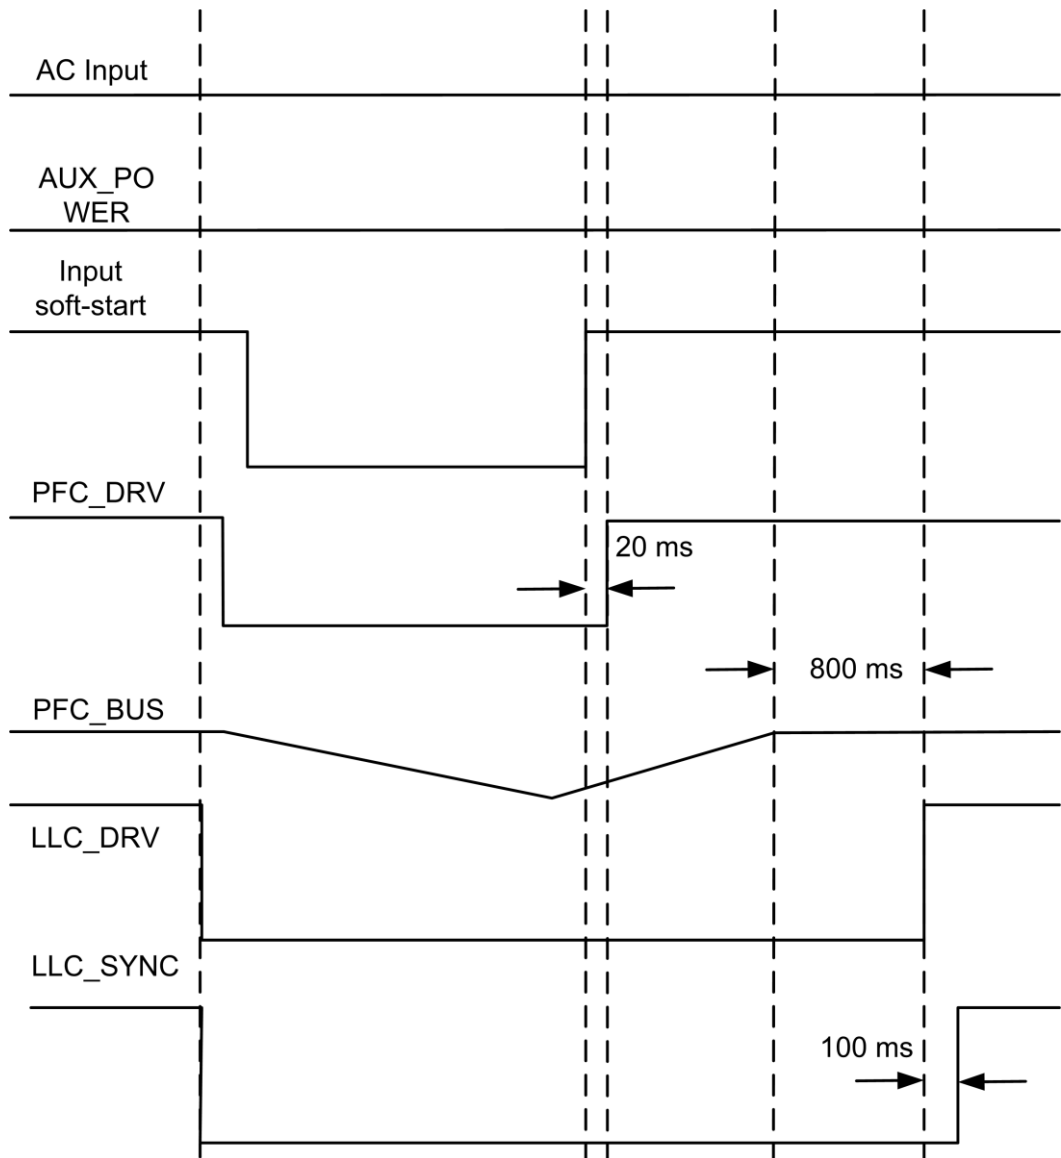 AC Input
AUX_PO
WER
Input
soft-start
PFC_DRV
20 ms
800 ms
PFC_BUS
LLC_DRV
LLC_SYNC
100 ms